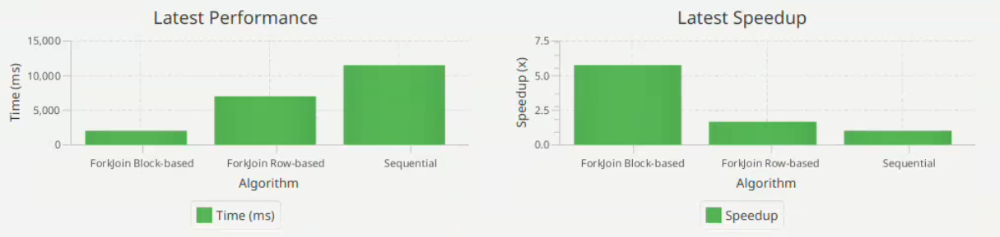 Latest Performance
Time (ms)
15,000
10,000
5,000
0
ForkJoin Block-based
ForkJoin Row-based
Sequential
Algorithm
Time (ms)
Latest Speedup
Speedup (x)
7.5
5.0
2.5
0.0
ForkJoin Block-based
ForkJoin Row-based
Sequential
Algorithm
Speedup